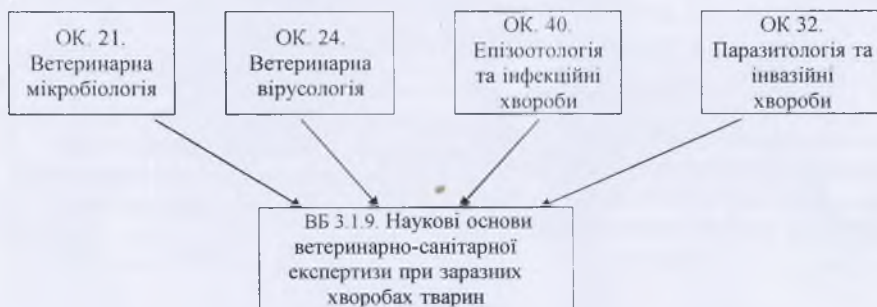 ОК. 21.
Ветеринарна
мікробіологія
ОК. 24.
Ветеринарна
вірусологія
ОК. 40.
Епізоотологія
та інфекційні
хвороби
ОК 32.
Паразитологія та
інвазійні
хвороби
ВБ 3.1.9. Наукові основи
ветеринарно-санітарної
експертизи при заразних
хворобах тварин